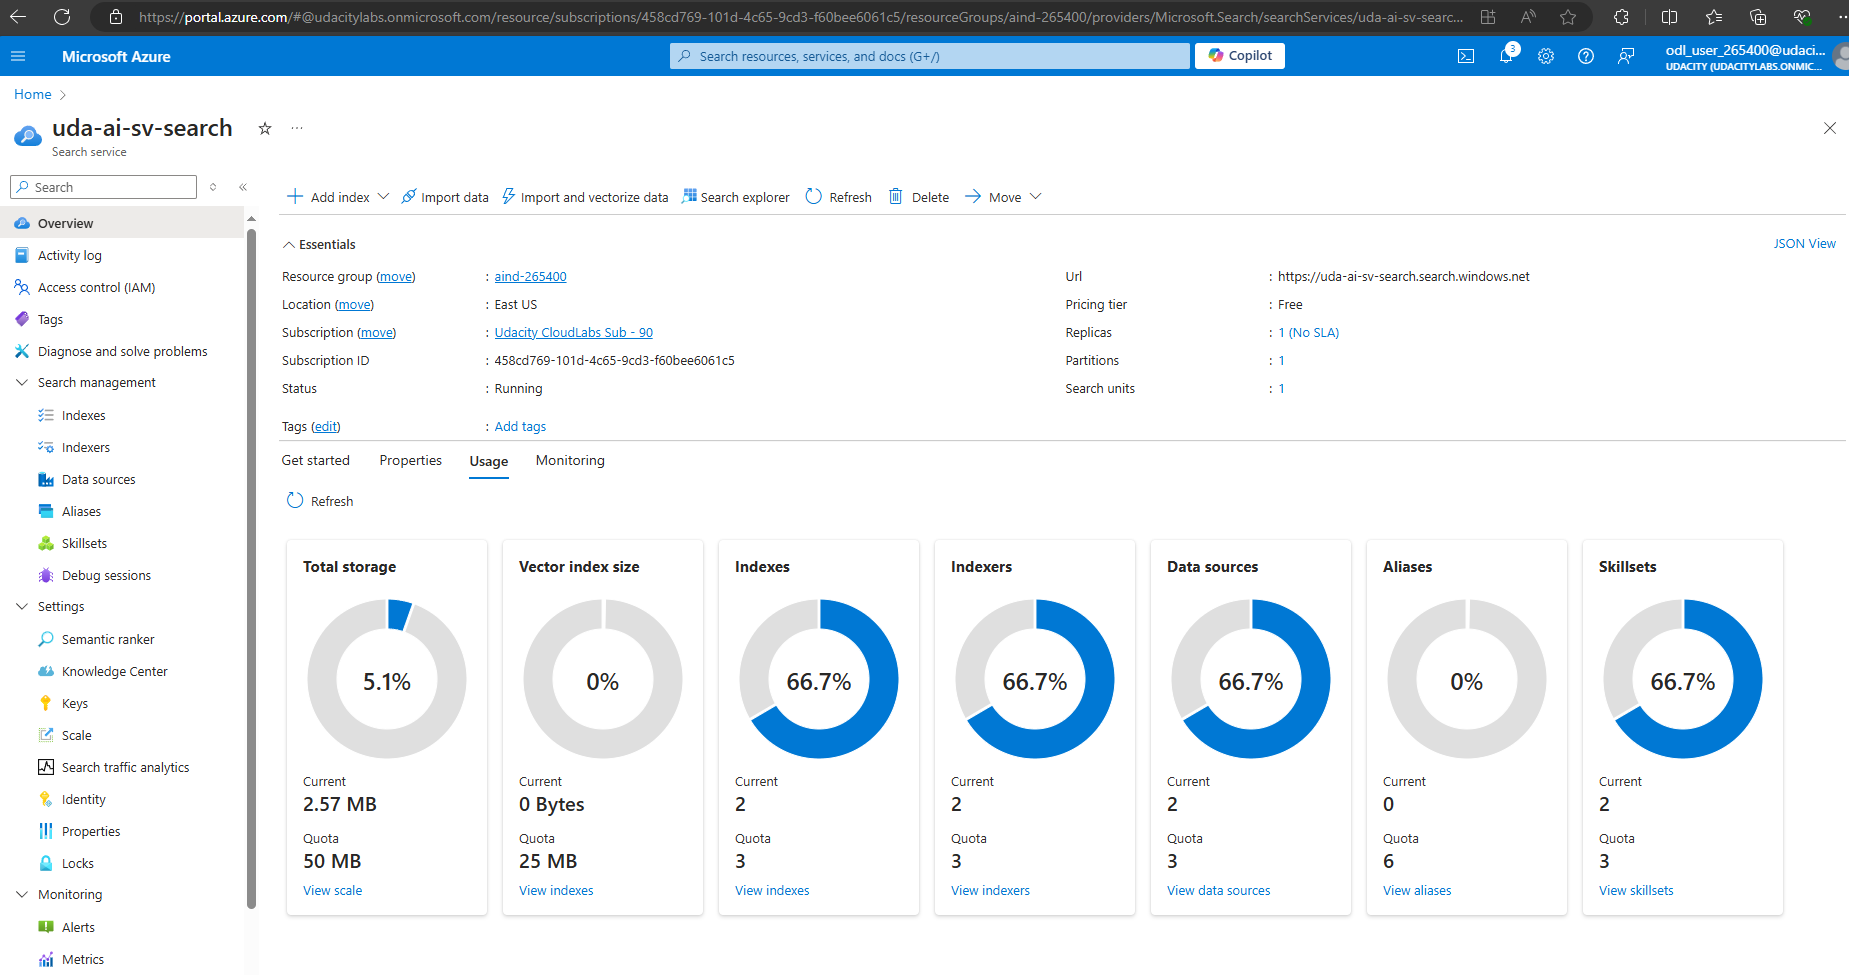 https://portal.azure.com/#@udacitylabs.onmicrosoft.com/resource/subscriptions/458cd769-101d-4c65-9cd3-f60bee6061c5/resourceGroups/aind-265400/providers/Microsoft.Search/searchServices/uda-ai-sv-searc...
Microsoft Azure
Search resources, services, and docs (G+/)
Copilot
3
odl_user_265400@udaci...
UDACITY (UDACITYLABS.ONMIC...
Home
uda-ai-sv-search
...
Search service
Search
Overview
Activity log
Access control (IAM)
Tags
Diagnose and solve problems
Search management
Indexes
Indexers
Data sources
Aliases
Skillsets
Debug sessions
Settings
Semantic ranker
Knowledge Center
Keys
Scale
Search traffic analytics
Identity
Properties
Locks
Monitoring
Alerts
Metrics
Add index
Import data
Import and vectorize data
Search explorer
Refresh
Delete
Move
Essentials
JSON View
Resource group (move) : aind-265400
Location (move) : East US
Subscription (move) : Udacity CloudLabs Sub - 90
Subscription ID : 458cd769-101d-4c65-9cd3-f60bee6061c5
Status : Running
Tags (edit) : Add tags
Url : https://uda-ai-sv-search.search.windows.net
Pricing tier : Free
Replicas : 1 (No SLA)
Partitions : 1
Search units : 1
Get started
Properties
Usage
Monitoring
Refresh
Total storage
5.1%
Current
2.57 MB
Quota
50 MB
View scale
Vector index size
0%
Current
0 Bytes
Quota
25 MB
View indexes
Indexes
66.7%
Current
2
Quota
3
View indexes
Indexers
66.7%
Current
2
Quota
3
View indexers
Data sources
66.7%
Current
2
Quota
3
View data sources
Aliases
0%
Current
0
Quota
6
View aliases
Skillsets
66.7%
Current
2
Quota
3
View skillsets